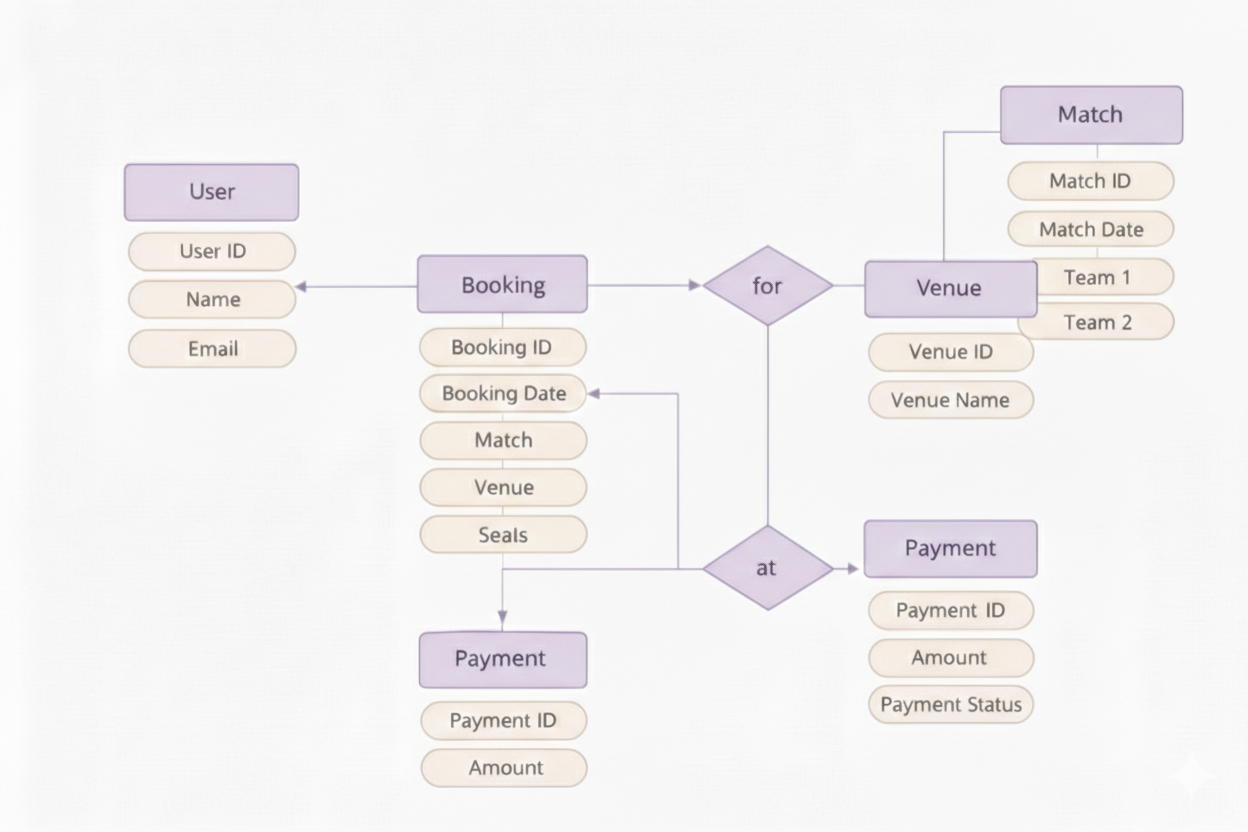 User
User ID
Name
Email
Booking
Booking ID
Booking Date
Match
Venue
Seals
for
at
Match
Match ID
Match Date
Team 1
Team 2
Venue
Venue ID
Venue Name
Payment
Payment ID
Amount
Payment Status
Payment
Payment ID
Amount